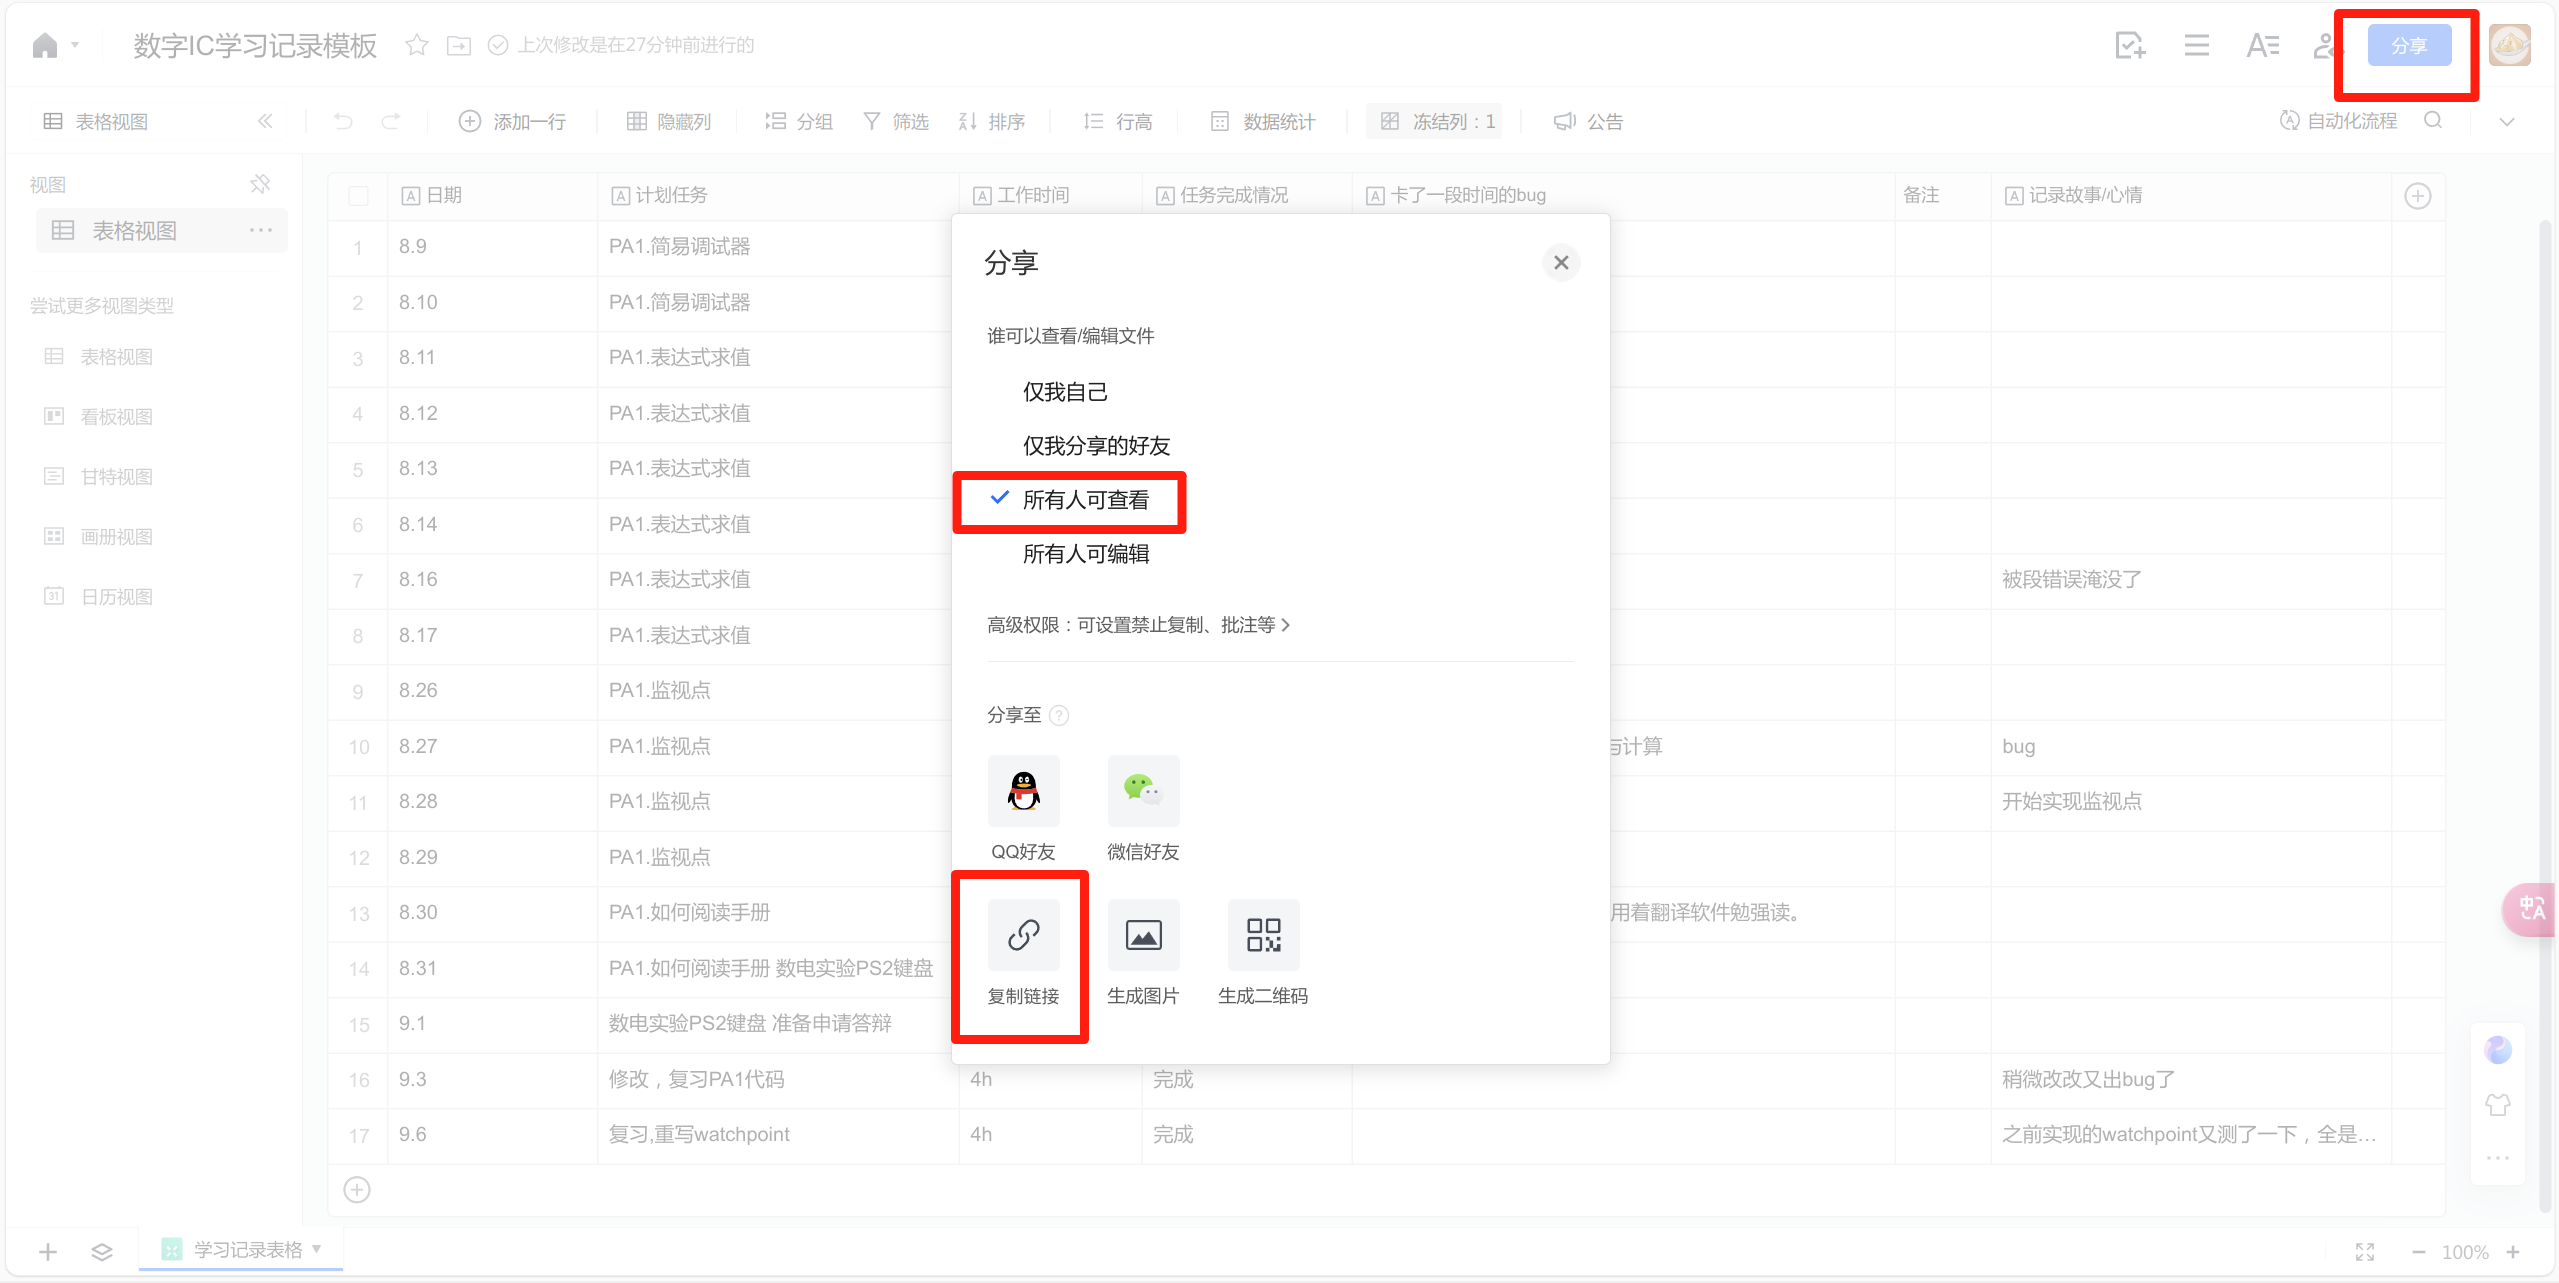 数字IC学习记录模板
上次修改是在27分钟前进行的
分享
表格视图
添加一行
隐藏列
分组
筛选
排序
行高
数据统计
冻结列：1
公告
自动化流程
视图
表格视图
尝试更多视图类型
表格视图
看板视图
甘特视图
画册视图
日历视图
日期 计划任务 工作时间 任务完成情况 卡了一段时间的bug 备注 记录故事/心情
1 8.9 PA1.简易调试器
2 8.10 PA1.简易调试器
3 8.11 PA1.表达式求值
4 8.12 PA1.表达式求值
5 8.13 PA1.表达式求值
6 8.14 PA1.表达式求值
7 8.16 PA1.表达式求值 被段错误淹没了
8 8.17 PA1.表达式求值
9 8.26 PA1.监视点
10 8.27 PA1.监视点 计算 bug
11 8.28 PA1.监视点 开始实现监视点
12 8.29 PA1.监视点
13 8.30 PA1.如何阅读手册 用着翻译软件勉强读。
14 8.31 PA1.如何阅读手册 数电实验PS2键盘
15 9.1 数电实验PS2键盘 准备申请答辩
16 9.3 修改，复习PA1代码 4h 完成 稍微改改又出bug了
17 9.6 复习,重写watchpoint 4h 完成 之前实现的watchpoint又测了一下，全是...
分享
谁可以查看/编辑文件
仅我自己
仅我分享的好友
所有人可查看
所有人可编辑
高级权限：可设置禁止复制、批注等
分享至
QQ好友
微信好友
复制链接
生成图片
生成二维码
学习记录表格
100%